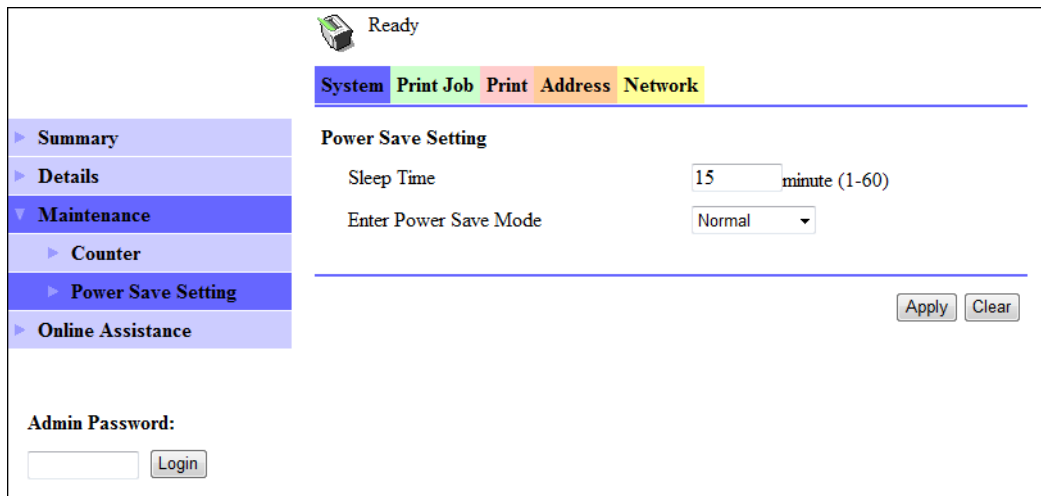 Ready
System Print Job Print Address Network
Summary
Details
Maintenance
Counter
Power Save Setting
Online Assistance
Admin Password:
Login
Power Save Setting
Sleep Time 15 minute (1-60)
Enter Power Save Mode Normal
Apply Clear